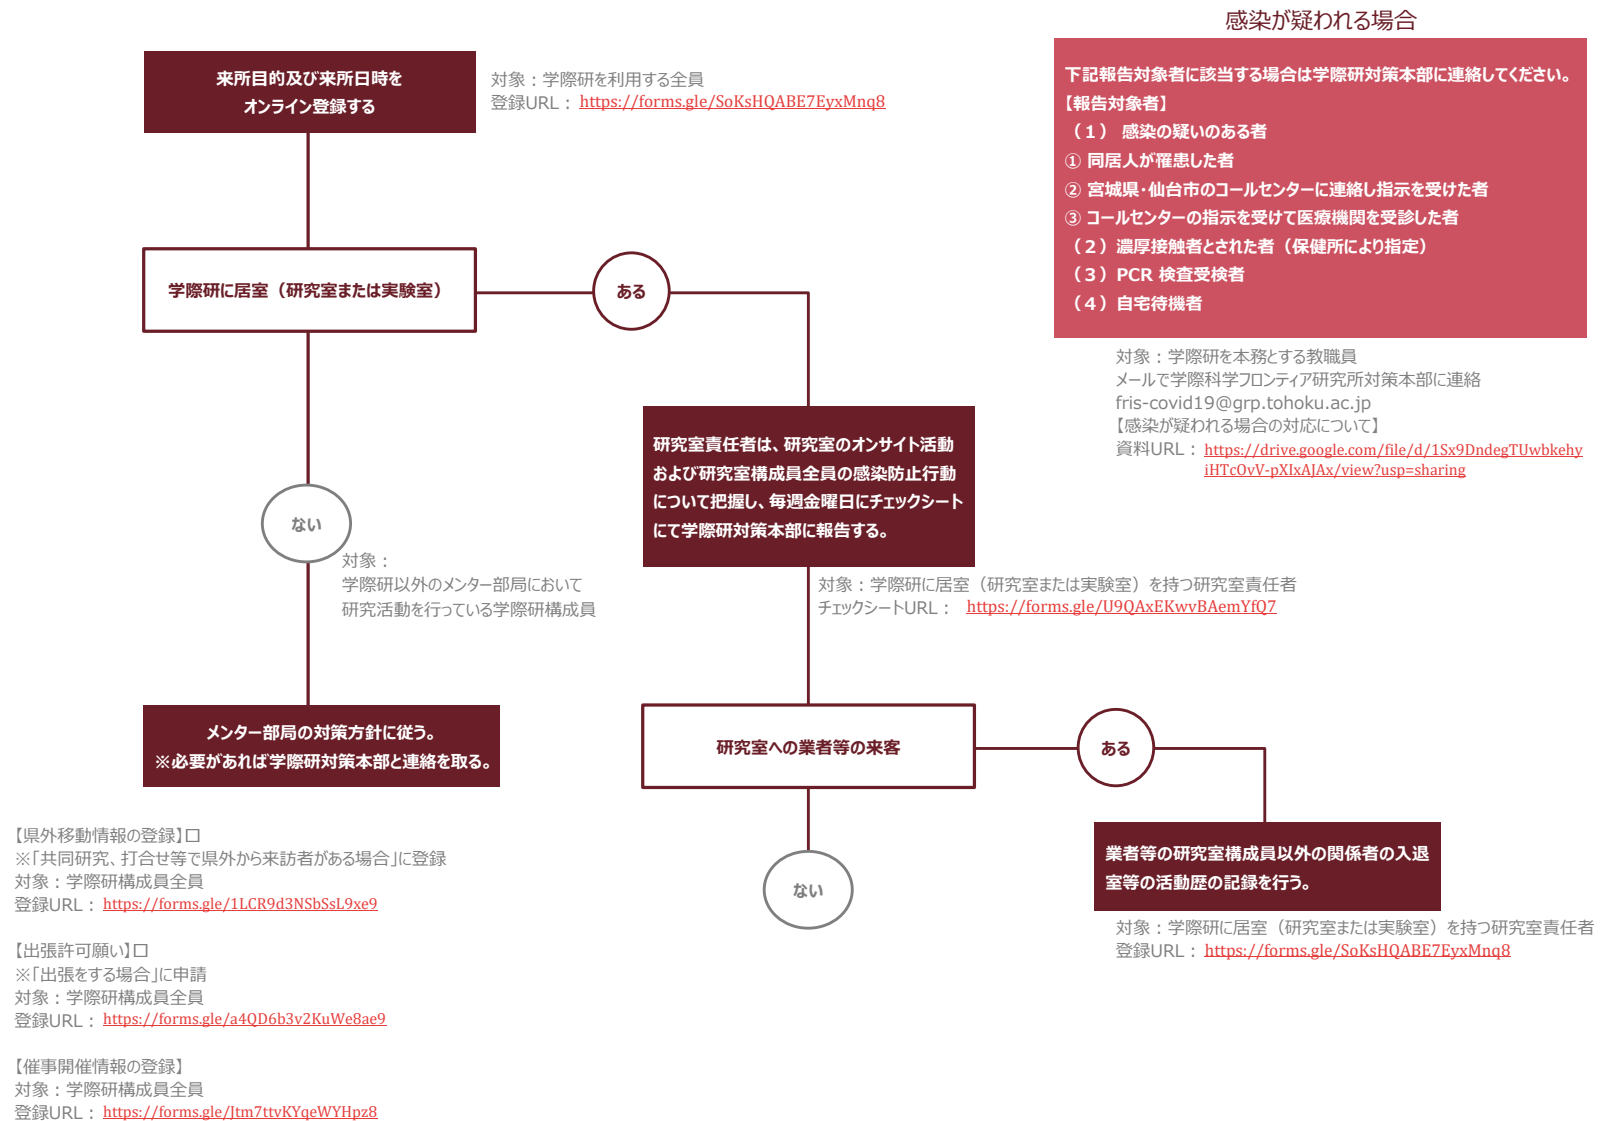 感染が疑われる場合
来所目的及び来所日時を
オンライン登録する
対象：学際研を利用する全員
登録URL： https://forms.gle/SoKsHQABE7EyxMnq8
下記報告対象者に該当する場合は学際研対策本部に連絡してください。
【報告対象者】
（１） 感染の疑いのある者
① 同居人が罹患した者
② 宮城県・仙台市のコールセンターに連絡し指示を受けた者
③ コールセンターの指示を受けて医療機関を受診した者
（２）濃厚接触者とされた者（保健所により指定）
（３）PCR 検査受検者
（４）自宅待機者
対象：学際研を本務とする教職員
メールで学際科学フロンティア研究所対策本部に連絡
fris-covid19@grp.tohoku.ac.jp
【感染が疑われる場合の対応について】
資料URL： https://drive.google.com/file/d/1Sx9DndegTUwbkehy
iHTcOvV-pXIxAJAx/view?usp=sharing
学際研に居室（研究室または実験室）
ある
研究室責任者は、研究室のオンサイト活動
および研究室構成員全員の感染防止行動
について把握し、毎週金曜日にチェックシート
にて学際研対策本部に報告する。
対象：学際研に居室（研究室または実験室）を持つ研究室責任者
チェックシートURL： https://forms.gle/U9QAxEKwvBAemYfQ7
ない
対象：
学際研以外のメンター部局において
研究活動を行っている学際研構成員
メンター部局の対策方針に従う。
※必要があれば学際研対策本部と連絡を取る。
研究室への業者等の来客
ある
ない
業者等の研究室構成員以外の関係者の入退
室等の活動歴の記録を行う。
対象：学際研に居室（研究室または実験室）を持つ研究室責任者
登録URL： https://forms.gle/SoKsHQABE7EyxMnq8
【県外移動情報の登録】□
※「共同研究、打合せ等で県外から来訪者がある場合」に登録
対象：学際研構成員全員
登録URL： https://forms.gle/1LCR9d3NSbSsL9xe9
【出張許可願い】□
※「出張をする場合」に申請
対象：学際研構成員全員
登録URL： https://forms.gle/a4QD6b3v2KuWe8ae9
【催事開催情報の登録】
対象：学際研構成員全員
登録URL： https://forms.gle/Jtm7ttvKYqeWYHpz8